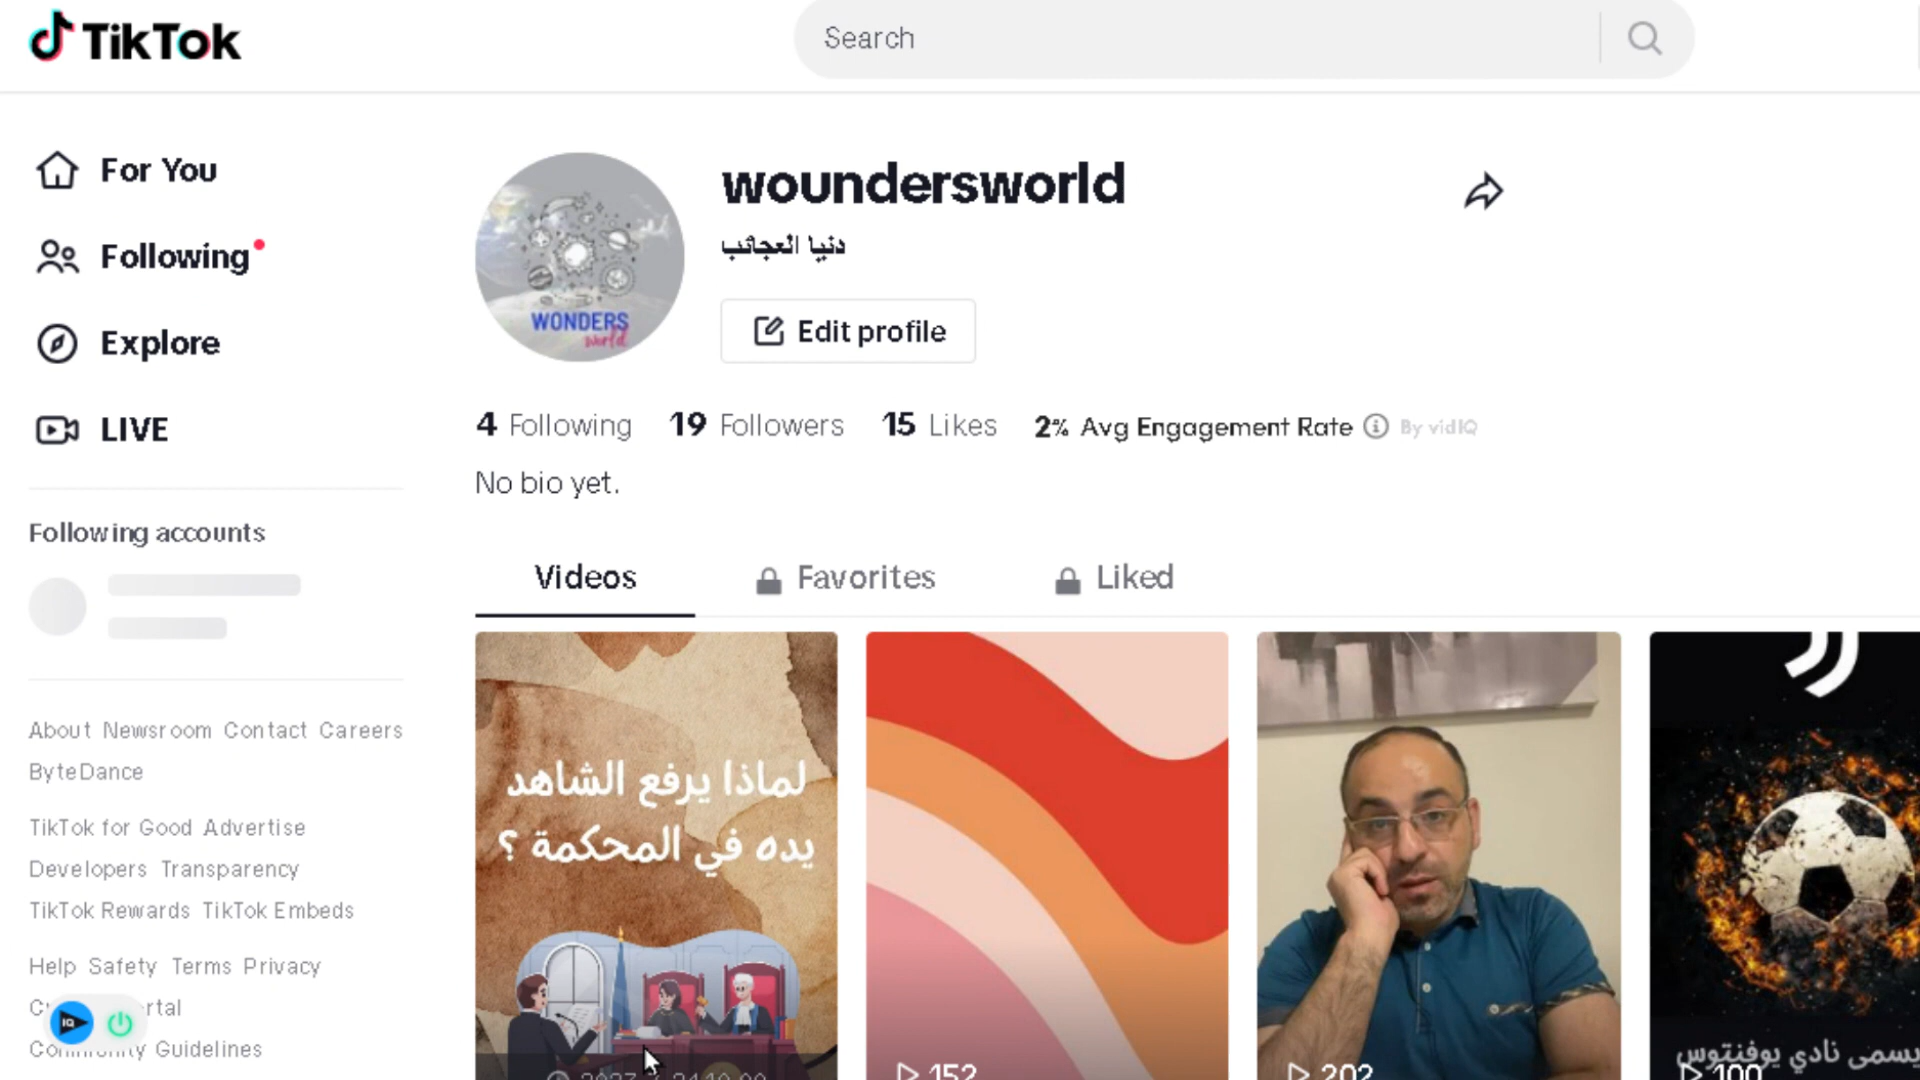 TikTok
Search
For You
Following
Explore
LIVE
Following accounts
About Newsroom Contact Careers
ByteDance
TikTok for Good Advertise
Developers Transparency
TikTok Rewards TikTok Embeds
Help Safety Terms Privacy
IQ
Guidelines
woundersworld
دنيا العجائب
WONDERS
world
Edit profile
4 Following 19 Followers 15 Likes 2% Avg Engagement Rate By vidIQ
No bio yet.
Videos Favorites Liked
لماذا يرفع الشاهد
يده في المحكمة ؟
152
202
يسمى نادي يوفنتوس
100